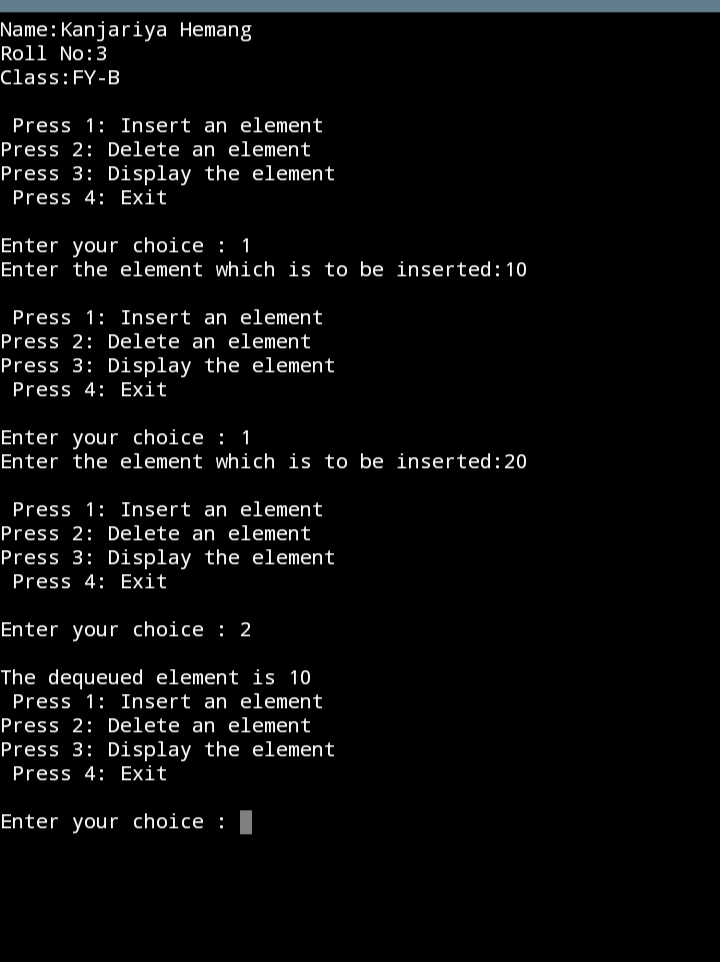 Name:Kanjariya Hemang
Roll No:3
Class:FY-B
Press 1: Insert an element
Press 2: Delete an element
Press 3: Display the element
Press 4: Exit
Enter your choice : 1
Enter the element which is to be inserted:10
Press 1: Insert an element
Press 2: Delete an element
Press 3: Display the element
Press 4: Exit
Enter your choice : 1
Enter the element which is to be inserted:20
Press 1: Insert an element
Press 2: Delete an element
Press 3: Display the element
Press 4: Exit
Enter your choice : 2
The dequeued element is 10
Press 1: Insert an element
Press 2: Delete an element
Press 3: Display the element
Press 4: Exit
Enter your choice :